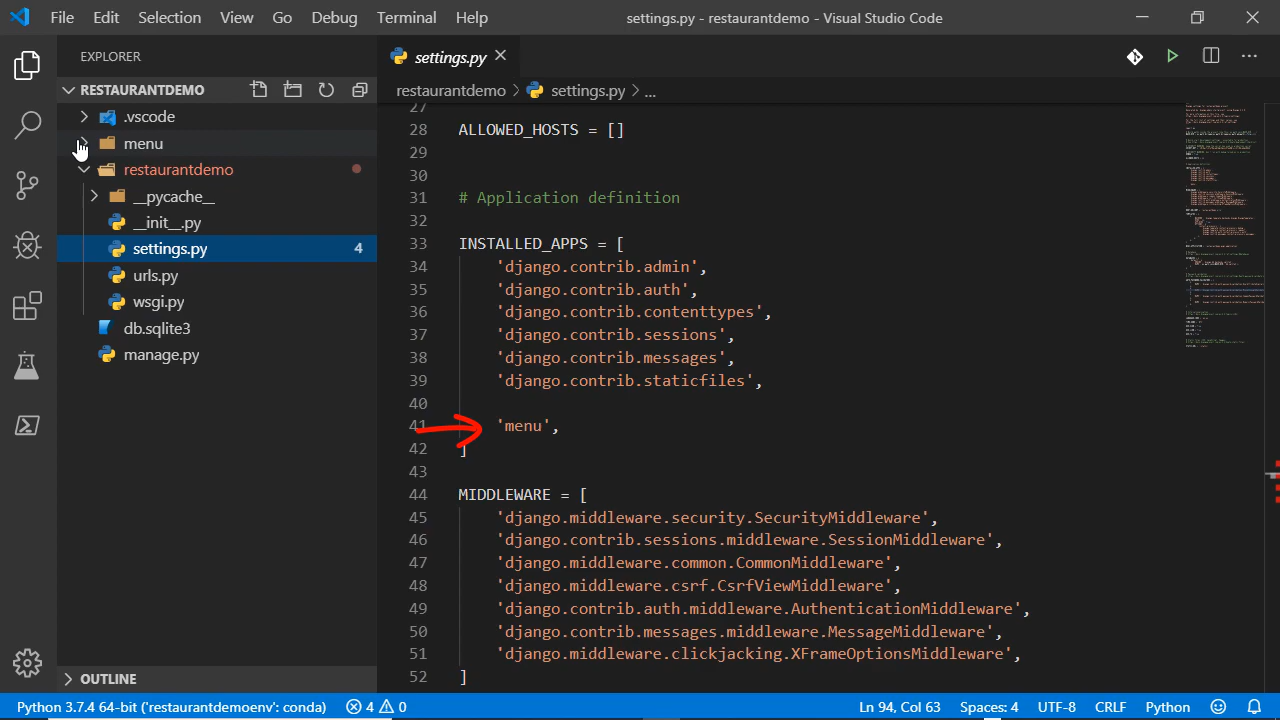 File Edit Selection View Go Debug Terminal Help
settings.py - restaurantdemo - Visual Studio Code
EXPLORER
RESTAURANTDEMO
.vscode
menu
restaurantdemo
__pycache__
__init__.py
settings.py 4
urls.py
wsgi.py
db.sqlite3
manage.py
OUTLINE
settings.py
restaurantdemo > settings.py > ...
27
28 ALLOWED_HOSTS = []
29
30
31 # Application definition
32
33 INSTALLED_APPS = [
34 'django.contrib.admin',
35 'django.contrib.auth',
36 'django.contrib.contenttypes',
37 'django.contrib.sessions',
38 'django.contrib.messages',
39 'django.contrib.staticfiles',
40
41 'menu',
42 ]
43
44 MIDDLEWARE = [
45 'django.middleware.security.SecurityMiddleware',
46 'django.contrib.sessions.middleware.SessionMiddleware',
47 'django.middleware.common.CommonMiddleware',
48 'django.middleware.csrf.CsrfViewMiddleware',
49 'django.contrib.auth.middleware.AuthenticationMiddleware',
50 'django.contrib.messages.middleware.MessageMiddleware',
51 'django.middleware.clickjacking.XFrameOptionsMiddleware',
52 ]
Python 3.7.4 64-bit ('restaurantdemoenv': conda) 4 0 Ln 94, Col 63 Spaces: 4 UTF-8 CRLF Python